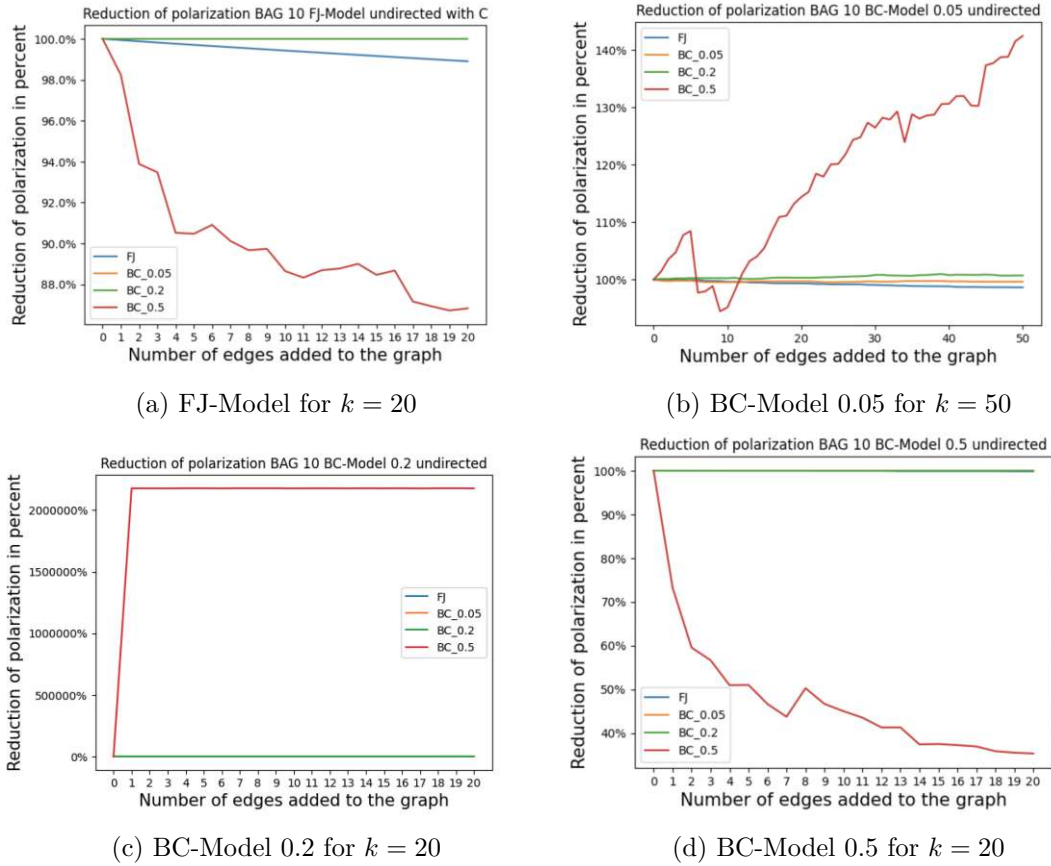 Reduction of polarization BAG 10 FJ-Model undirected with C
Reduction of polarization in percent
100.0%
98.0%
96.0%
94.0%
92.0%
90.0%
88.0%
FJ
BC_0.05
BC_0.2
BC_0.5
0 1 2 3 4 5 6 7 8 9 10 11 12 13 14 15 16 17 18 19 20
Number of edges added to the graph
(a) FJ-Model for k = 20
Reduction of polarization BAG 10 BC-Model 0.05 undirected
Reduction of polarization in percent
140%
130%
120%
110%
100%
FJ
BC_0.05
BC_0.2
BC_0.5
0 10 20 30 40 50
Number of edges added to the graph
(b) BC-Model 0.05 for k = 50
Reduction of polarization BAG 10 BC-Model 0.2 undirected
Reduction of polarization in percent
2000000%
1500000%
1000000%
500000%
0%
FJ
BC_0.05
BC_0.2
BC_0.5
0 1 2 3 4 5 6 7 8 9 10 11 12 13 14 15 16 17 18 19 20
Number of edges added to the graph
(c) BC-Model 0.2 for k = 20
Reduction of polarization BAG 10 BC-Model 0.5 undirected
Reduction of polarization in percent
100%
90%
80%
70%
60%
50%
40%
FJ
BC_0.05
BC_0.2
BC_0.5
0 1 2 3 4 5 6 7 8 9 10 11 12 13 14 15 16 17 18 19 20
Number of edges added to the graph
(d) BC-Model 0.5 for k = 20